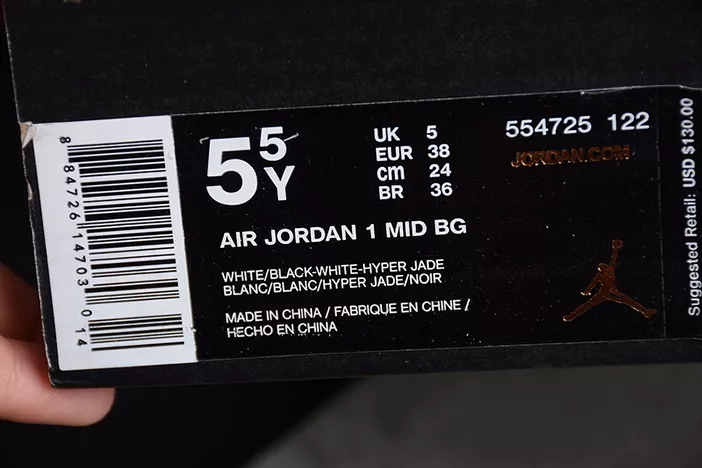 8 84726 14703 0 14
5 5Y
UK 5
EUR 38
cm 24
BR 36
554725 122
JORDAN.COM
AIR JORDAN 1 MID BG
WHITE/BLACK-WHITE-HYPER JADE
BLANC/BLANC/HYPER JADE/NOIR
MADE IN CHINA / FABRIQUE EN CHINE /
HECHO EN CHINA
Suggested Retail: USD $130.00